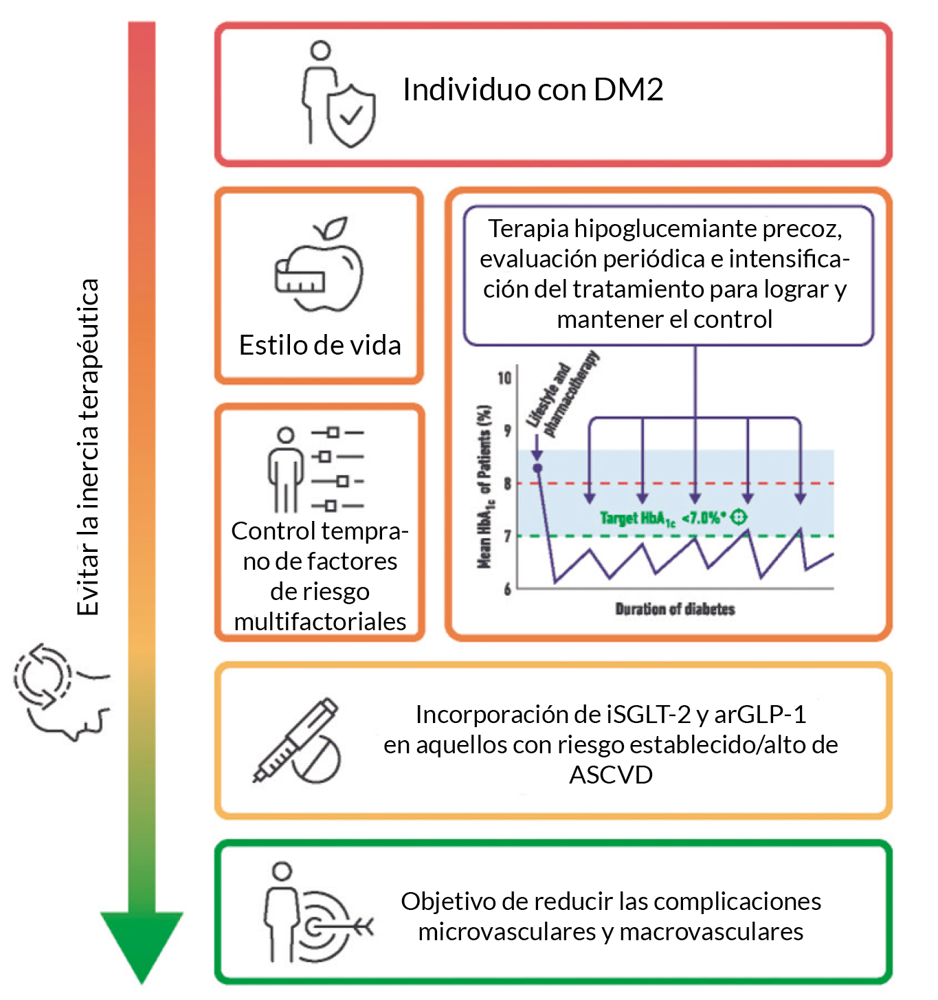 Individuo con DM2
Evitar la inercia terapéutica
Estilo de vida
Control tempra-
no de factores
de riesgo
multifactoriales
Terapia hipoglucemiante precoz,
evaluación periódica e intensifica-
ción del tratamiento para lograr y
mantener el control
Lifestyle and
pharmacotherapy
Mean HbA1c of Patients (%)
10
9
8
7
6
Target HbA1c <7.0%*
Duration of diabetes
Incorporación de iSGLT-2 y arGLP-1
en aquellos con riesgo establecido/alto de
ASCVD
Objetivo de reducir las complicaciones
microvasculares y macrovasculares